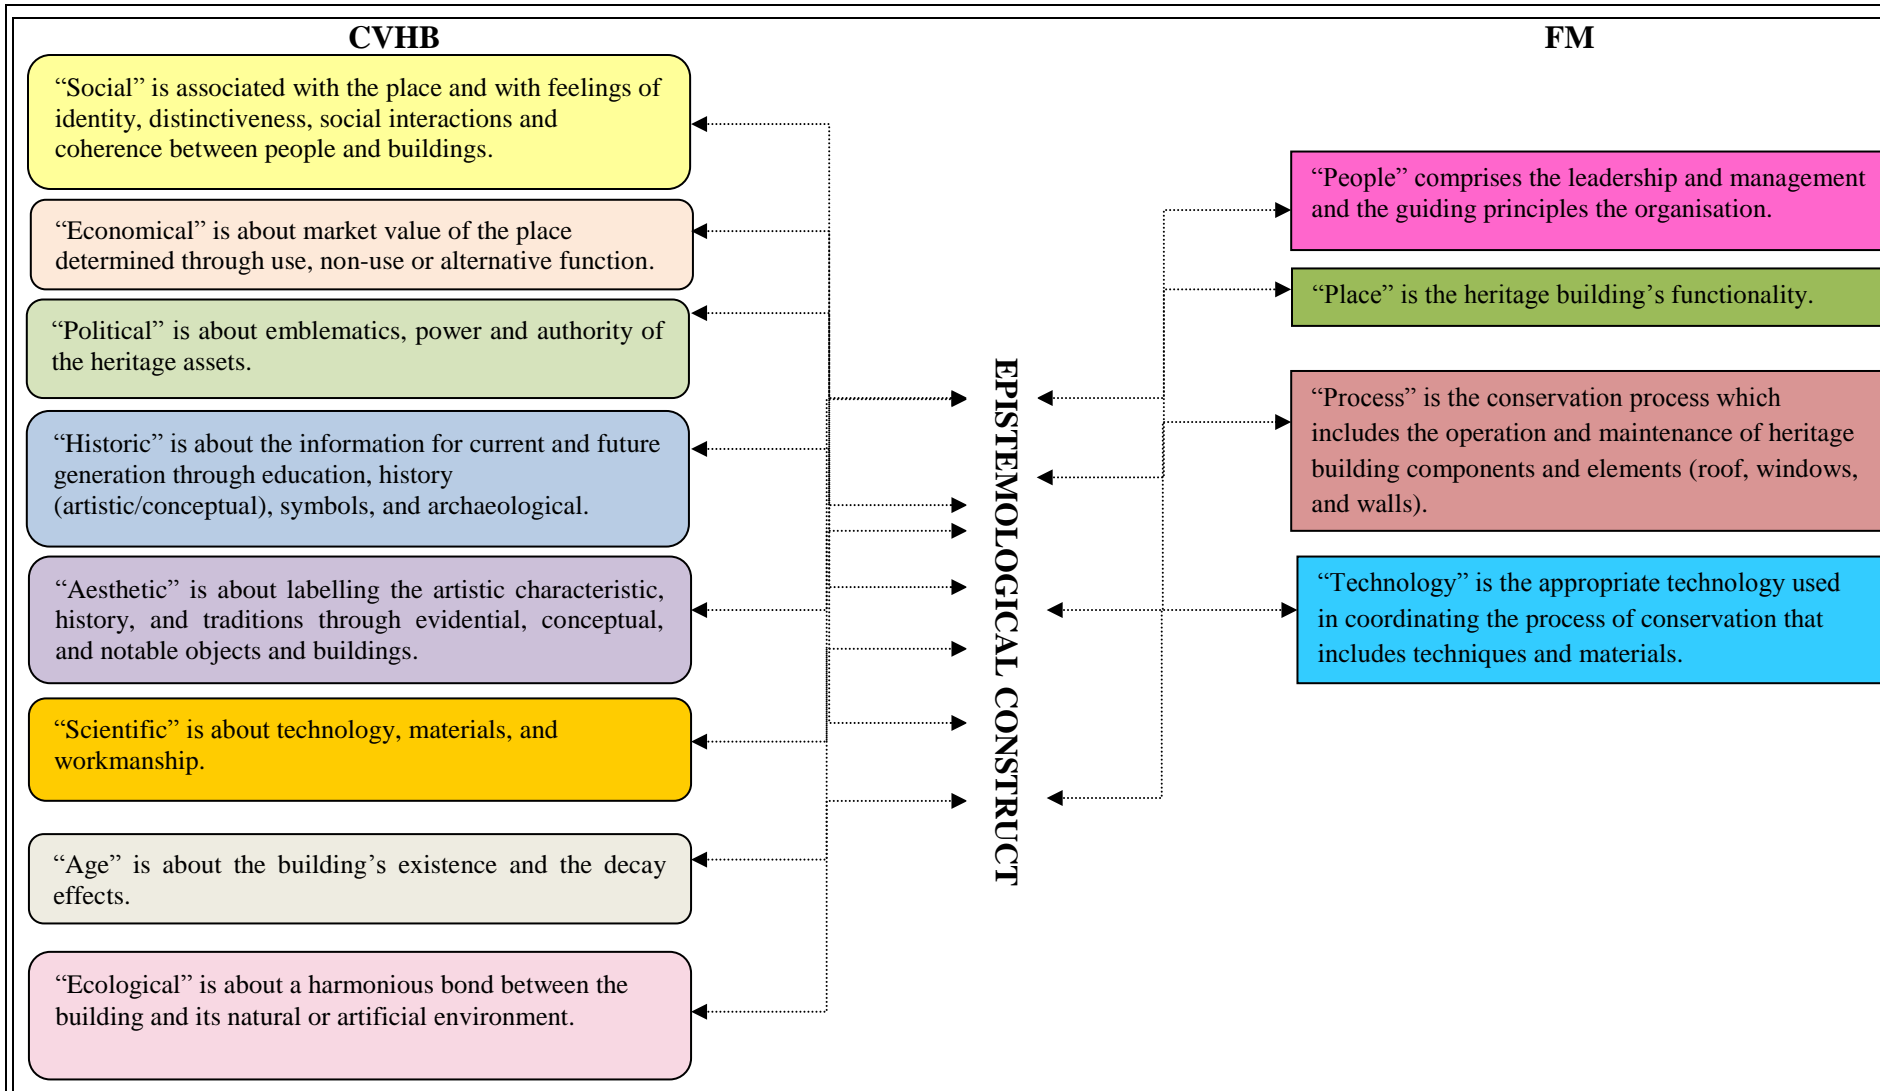 CVHB
“Social” is associated with the place and with feelings of
identity, distinctiveness, social interactions and
coherence between people and buildings.
“Economical” is about market value of the place
determined through use, non-use or alternative function.
“Political” is about emblematics, power and authority of
the heritage assets.
“Historic” is about the information for current and future
generation through education, history
(artistic/conceptual), symbols, and archaeological.
“Aesthetic” is about labelling the artistic characteristic,
history, and traditions through evidential, conceptual,
and notable objects and buildings.
“Scientific” is about technology, materials, and
workmanship.
“Age” is about the building’s existence and the decay
effects.
“Ecological” is about a harmonious bond between the
building and its natural or artificial environment.
EPISTEMOLOGICAL CONSTRUCT
FM
“People” comprises the leadership and management
and the guiding principles the organisation.
“Place” is the heritage building’s functionality.
“Process” is the conservation process which
includes the operation and maintenance of heritage
building components and elements (roof, windows,
and walls).
“Technology” is the appropriate technology used
in coordinating the process of conservation that
includes techniques and materials.